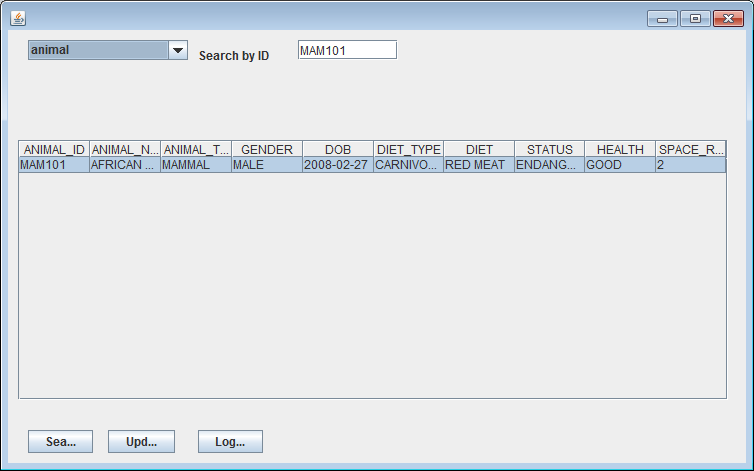 animal Search by ID MAM101
ANIMAL_ID ANIMAL_N... ANIMAL_T... GENDER DOB DIET_TYPE DIET STATUS HEALTH SPACE_R...
MAM101 AFRICAN ... MAMMAL MALE 2008-02-27 CARNIVO... RED MEAT ENDANG... GOOD 2
Sea... Upd... Log...